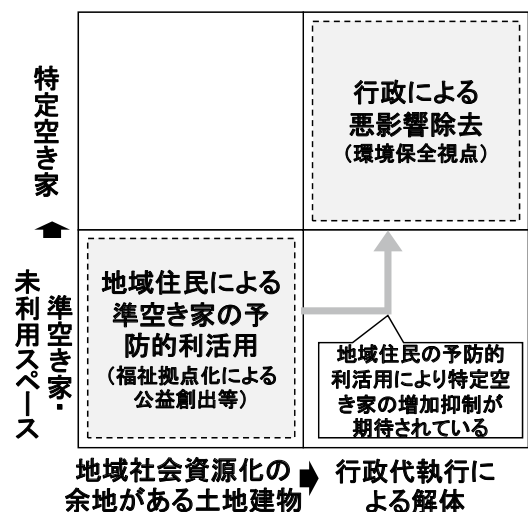 特定空き家
準空き家・
未利用スペース
行政による
悪影響除去
（環境保全視点）
地域住民による
準空き家の予
防的利活用
（福祉拠点化による
公益創出等）
地域住民の予防的
利活用により特定空
き家の増加抑制が
期待されている
地域社会資源化の
余地がある土地建物
行政代執行に
よる解体